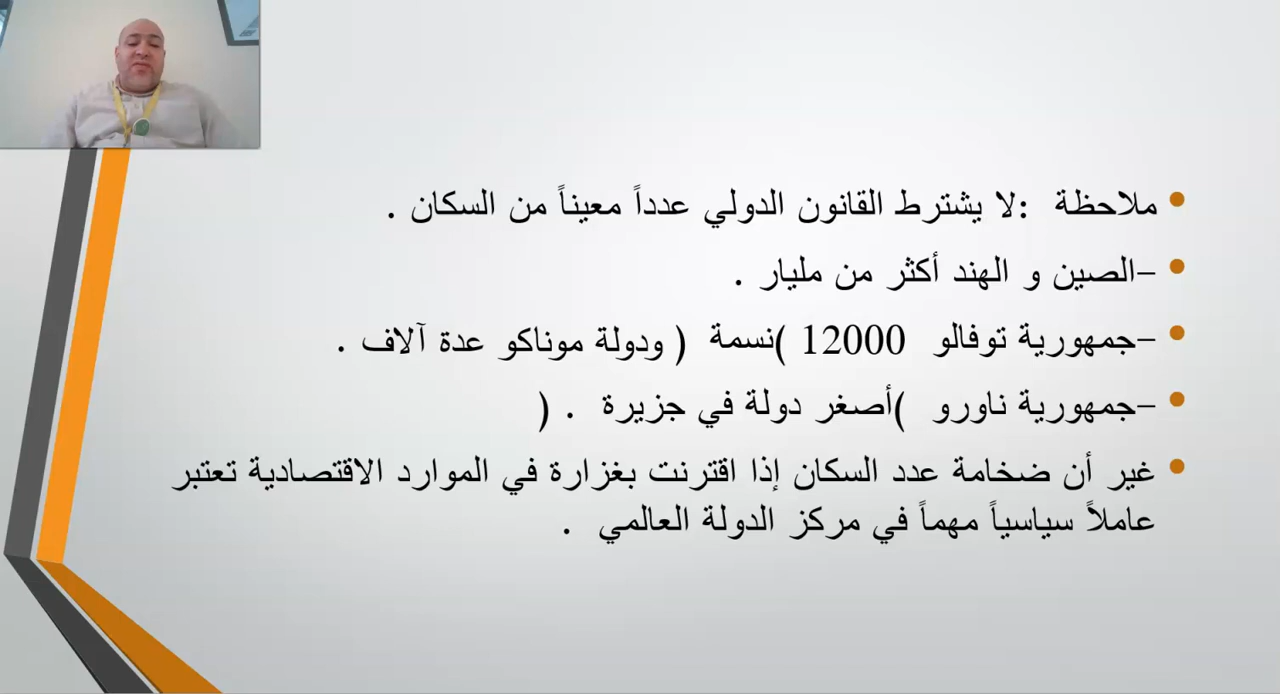 ملاحظة :لا يشترط القانون الدولي عدداً معيناً من السكان .
–الصين و الهند أكثر من مليار .
–جمهورية توفالو 12000 )نسمة ( ودولة موناكو عدة آلاف .
–جمهورية ناورو )أصغر دولة في جزيرة . (
غير أن ضخامة عدد السكان إذا اقترنت بغزارة في الموارد الاقتصادية تعتبر
عاملاً سياسياً مهماً في مركز الدولة العالمي .